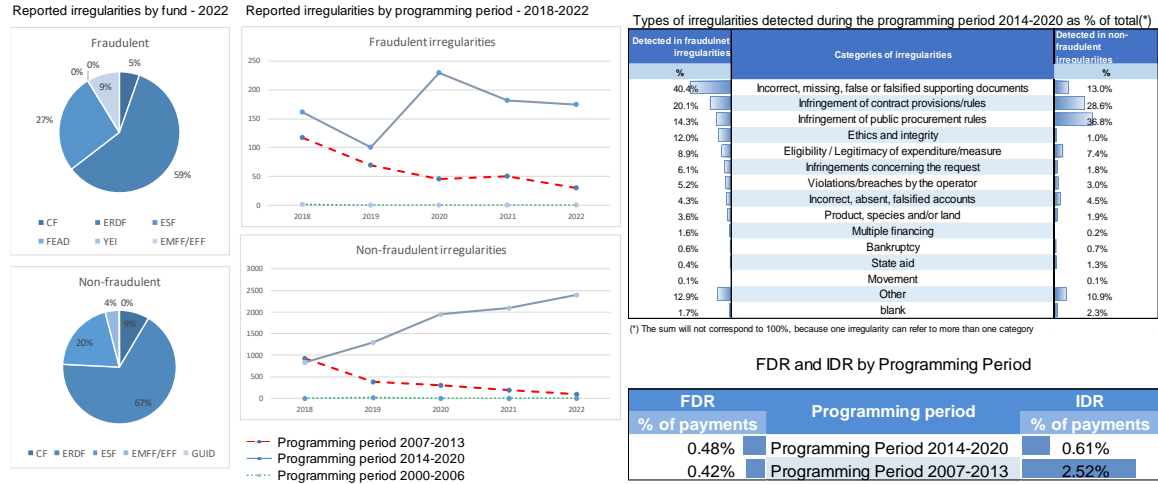 Reported irregularities by fund - 2022
Fraudulent
0%
0%
5%
9%
27%
59%
CF ERDF ESF
FEAD YEI EMFF/EFF
Non-fraudulent
4% 0%
9%
20%
67%
CF ERDF ESF EMFF/EFF GUID
Reported irregularities by programming period - 2018-2022
Fraudulent irregularities
250
200
150
100
50
0
2018 2019 2020 2021 2022
Non-fraudulent irregularities
3000
2500
2000
1500
1000
500
0
2018 2019 2020 2021 2022
Programming period 2007-2013
Programming period 2014-2020
Programming period 2000-2006
Types of irregularities detected during the programming period 2014-2020 as % of total(*)
Detected in fraudulnet irregularities
Categories of irregularities
Detected in non-fraudulent irregulariites
% %
40.4% Incorrect, missing, false or falsified supporting documents 13.0%
20.1% Infringement of contract provisions/rules 28.6%
14.3% Infringement of public procurement rules 36.8%
12.0% Ethics and integrity 1.0%
8.9% Eligibility / Legitimacy of expenditure/measure 7.4%
6.1% Infringements concerning the request 1.8%
5.2% Violations/breaches by the operator 3.0%
4.3% Incorrect, absent, falsified accounts 4.5%
3.6% Product, species and/or land 1.9%
1.6% Multiple financing 0.2%
0.6% Bankruptcy 0.7%
0.4% State aid 1.3%
0.1% Movement 0.1%
12.9% Other 10.9%
1.7% blank 2.3%
(*) The sum will not correspond to 100%, because one irregularity can refer to more than one category
FDR and IDR by Programming Period
FDR Programming period IDR
% of payments % of payments
0.48% Programming Period 2014-2020 0.61%
0.42% Programming Period 2007-2013 2.52%